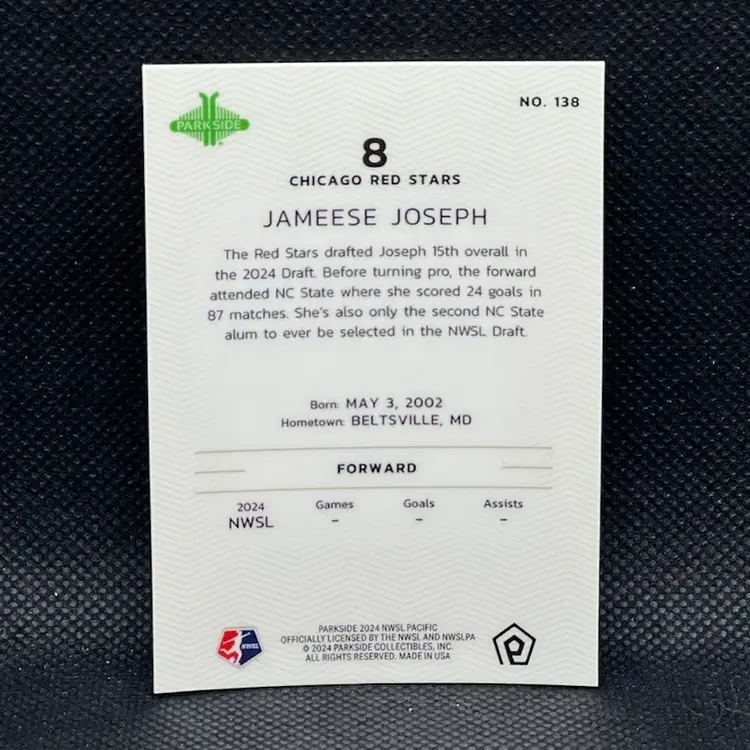 PARKSIDE
NO. 138
8
CHICAGO RED STARS
JAMEESE JOSEPH
The Red Stars drafted Joseph 15th overall in
the 2024 Draft. Before turning pro, the forward
attended NC State where she scored 24 goals in
87 matches. She's also only the second NC State
alum to ever be selected in the NWSL Draft.
Born: MAY 3, 2002
Hometown: BELTSVILLE, MD
FORWARD
2024 Games Goals Assists
NWSL – – –
PARKSIDE 2024 NWSL PACIFIC
OFFICIALLY LICENSED BY THE NWSL AND NWSLPA
© 2024 PARKSIDE COLLECTIBLES, INC.
ALL RIGHTS RESERVED. MADE IN USA
NWSL
P